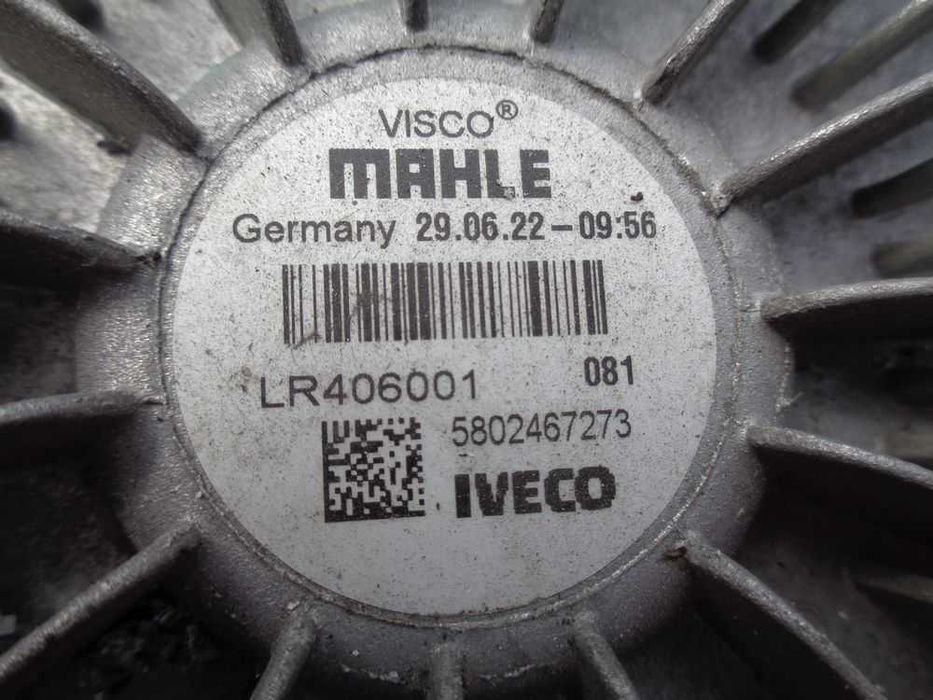 VISCO®
MAHLE
Germany 29.06.22-09:56
LR406001 081
5802467273
IVECO